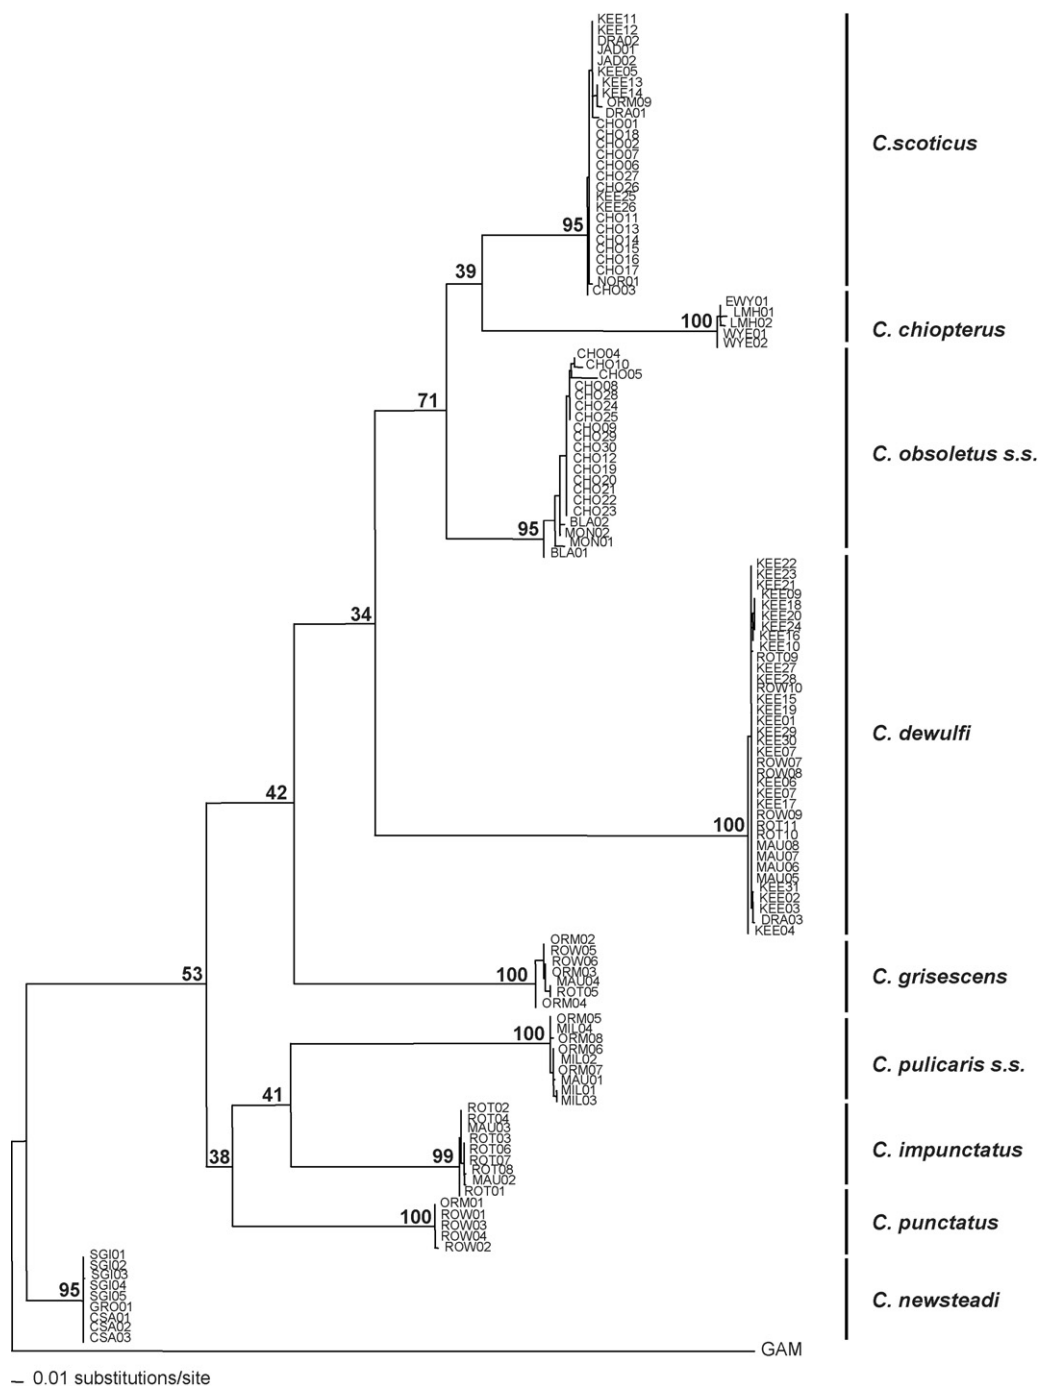 KEE11
KEE12
DRA02
JAD01
JAD02
KEE05
KEE13
KEE14
ORM09
DRA01
CHO01
CHO18
CHO02
CHO07
CHO06
CHO27
CHO26
KEE25
KEE26
CHO11
CHO13
CHO14
CHO15
CHO16
CHO17
NOR01
CHO03
95
C.scoticus
39
EWY01
LMH01
LMH02
WYE01
WYE02
100
C. chiopterus
71
CHO04
CHO10
CHO05
CHO08
CHO28
CHO24
CHO25
CHO09
CHO29
CHO30
CHO12
CHO19
CHO20
CHO21
CHO22
CHO23
BLA02
MON02
MON01
BLA01
95
C. obsoletus s.s.
34
KEE22
KEE23
KEE21
KEE09
KEE18
KEE20
KEE24
KEE16
KEE10
ROT09
KEE27
KEE28
ROW10
KEE15
KEE19
KEE01
KEE29
KEE30
KEE07
ROW07
ROW08
KEE06
KEE07
KEE17
ROW09
ROT11
ROT10
MAU08
MAU07
MAU06
MAU05
KEE31
KEE02
KEE03
DRA03
KEE04
100
C. dewulfi
42
53
ORM02
ROW05
ROW06
ORM03
MAU04
ROT05
ORM04
100
C. grisescens
ORM05
MIL04
ORM08
ORM06
MIL02
ORM07
MAU01
MIL01
MIL03
100
C. pulicaris s.s.
41
38
ROT02
ROT04
MAU03
ROT03
ROT06
ROT07
ROT08
MAU02
ROT01
99
C. impunctatus
ORM01
ROW01
ROW03
ROW04
ROW02
100
C. punctatus
SGI01
SGI02
SGI03
SGI04
SGI05
GRO01
CSA01
CSA02
CSA03
95
C. newsteadi
GAM
0.01 substitutions/site